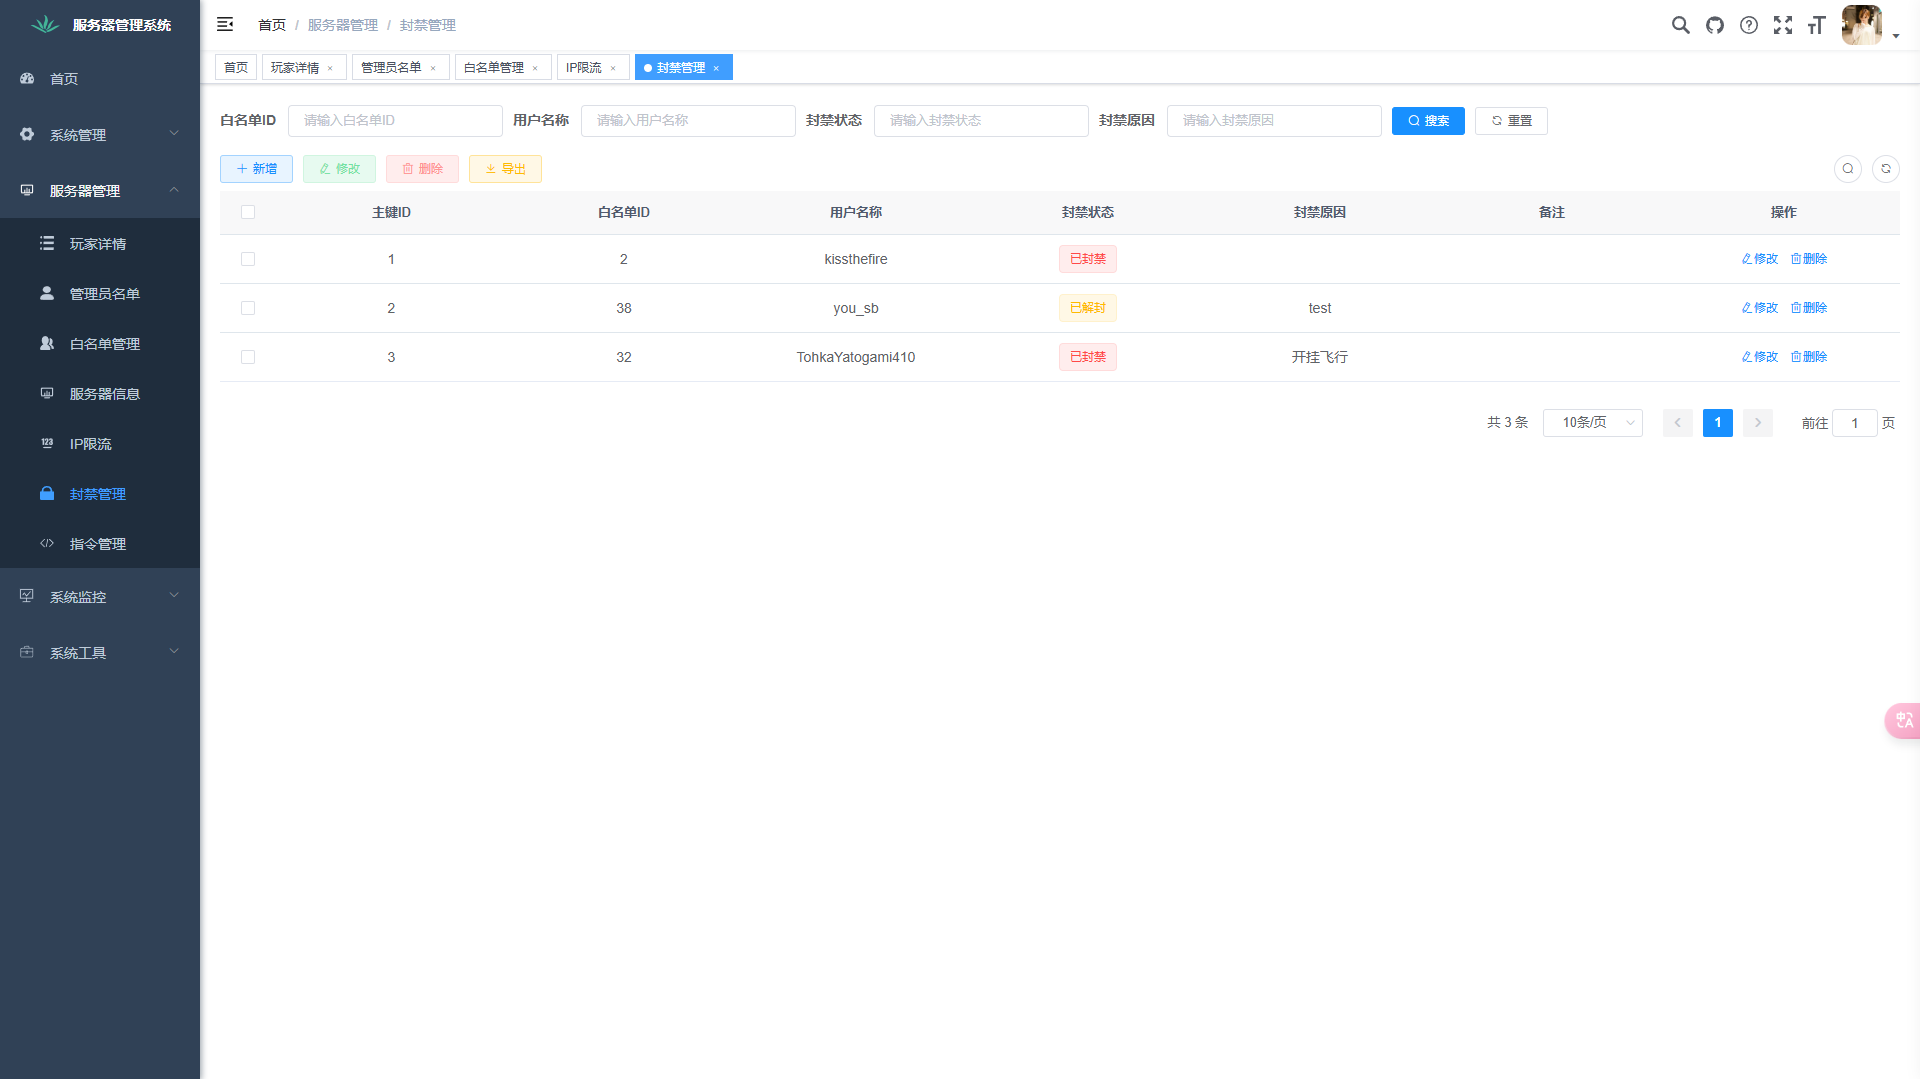 服务器管理系统
首页
系统管理
服务器管理
玩家详情
管理员名单
白名单管理
服务器信息
IP限流
封禁管理
指令管理
系统监控
系统工具
首页 / 服务器管理 / 封禁管理
首页 玩家详情 × 管理员名单 × 白名单管理 × IP限流 × 封禁管理 ×
白名单ID 请输入白名单ID 用户名称 请输入用户名称 封禁状态 请输入封禁状态 封禁原因 请输入封禁原因 搜索 重置
新增 修改 删除 导出
主键ID 白名单ID 用户名称 封禁状态 封禁原因 备注 操作
1 2 kissthefire 已封禁 修改 删除
2 38 you_sb 已解封 test 修改 删除
3 32 TohkaYatogami410 已封禁 开挂飞行 修改 删除
共 3 条 10条/页 1 前往 1 页